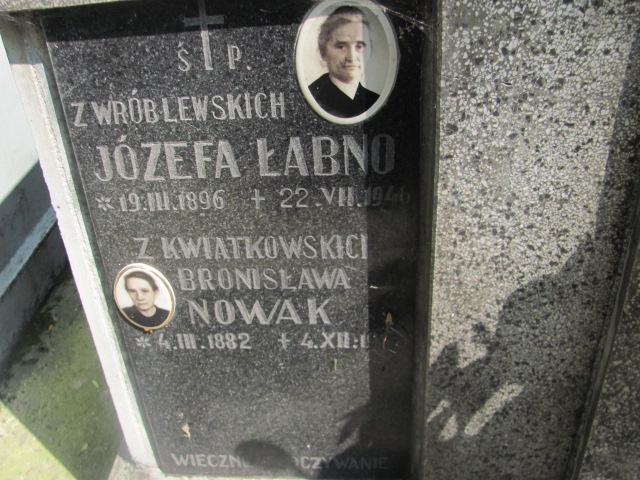 Ś P.
Z WRÓBLEWSKICH
JÓZEFA ŁABNO
*19.III.1896 + 22.VII.1946
Z KWIATKOWSKICH
BRONISŁAWA
NOWAK
* 4.III.1882 + 4.XII.
WIECZNE